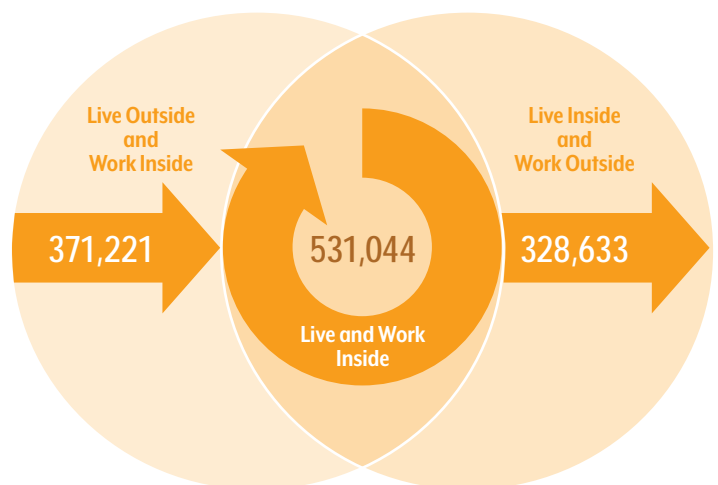 Live Outside
and
Work Inside
371,221
531,044
Live and Work
Inside
Live Inside
and
Work Outside
328,633